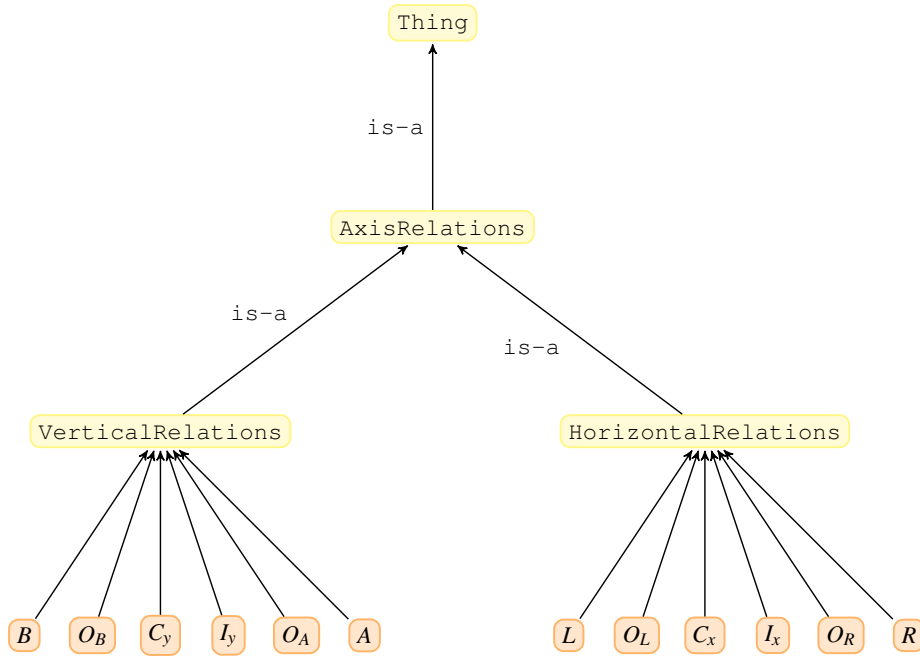 Thing
is-a
AxisRelations
is-a
is-a
VerticalRelations HorizontalRelations
B O_B C_y I_y O_A A L O_L C_x I_x O_R R